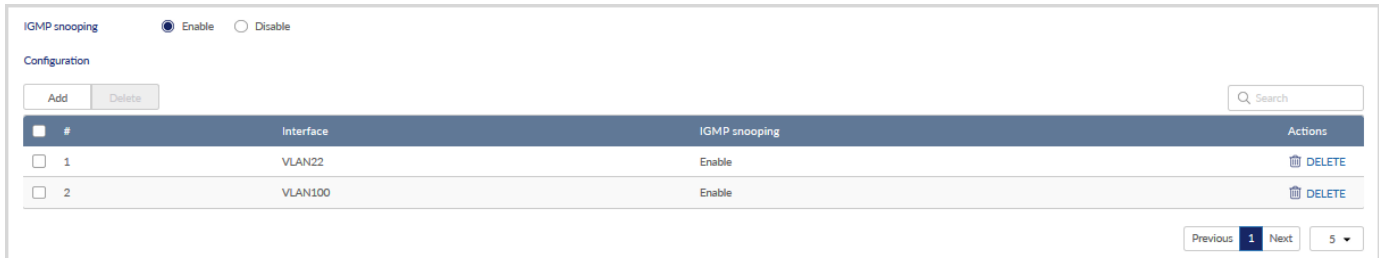 IGMP snooping Enable Disable
Configuration
Add Delete Search
# Interface IGMP snooping Actions
1 VLAN22 Enable DELETE
2 VLAN100 Enable DELETE
Previous 1 Next 5